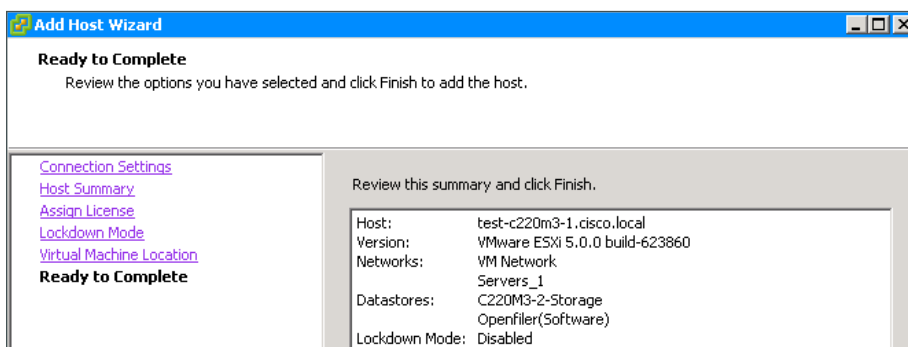 Add Host Wizard
Ready to Complete
Review the options you have selected and click Finish to add the host.
Connection Settings
Host Summary
Assign License
Lockdown Mode
Virtual Machine Location
Ready to Complete
Review this summary and click Finish.
Host: test-c220m3-1.cisco.local
Version: VMware ESXi 5.0.0 build-623860
Networks: VM Network
Servers_1
Datastores: C220M3-2-Storage
Openfiler(Software)
Lockdown Mode: Disabled